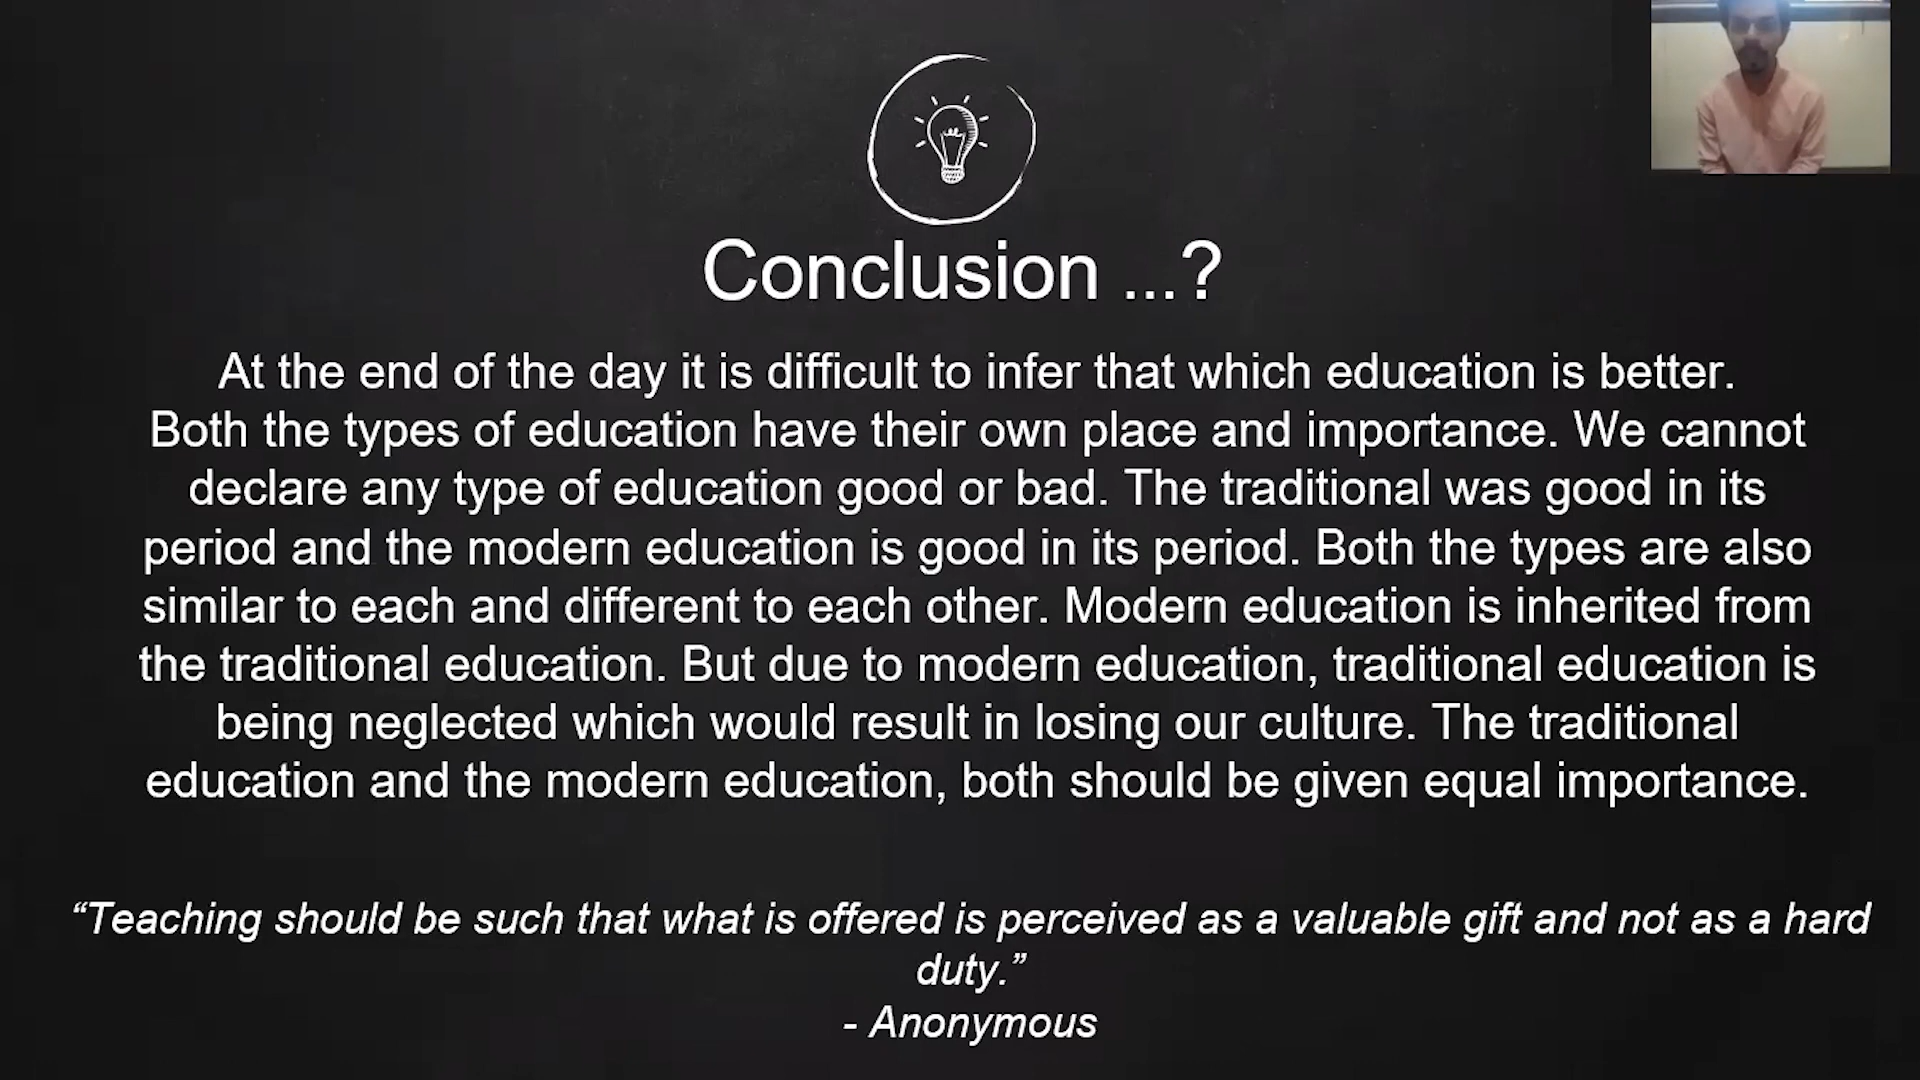 Conclusion ...?
At the end of the day it is difficult to infer that which education is better.
Both the types of education have their own place and importance. We cannot
declare any type of education good or bad. The traditional was good in its
period and the modern education is good in its period. Both the types are also
similar to each and different to each other. Modern education is inherited from
the traditional education. But due to modern education, traditional education is
being neglected which would result in losing our culture. The traditional
education and the modern education, both should be given equal importance.
“Teaching should be such that what is offered is perceived as a valuable gift and not as a hard
duty.”
- Anonymous